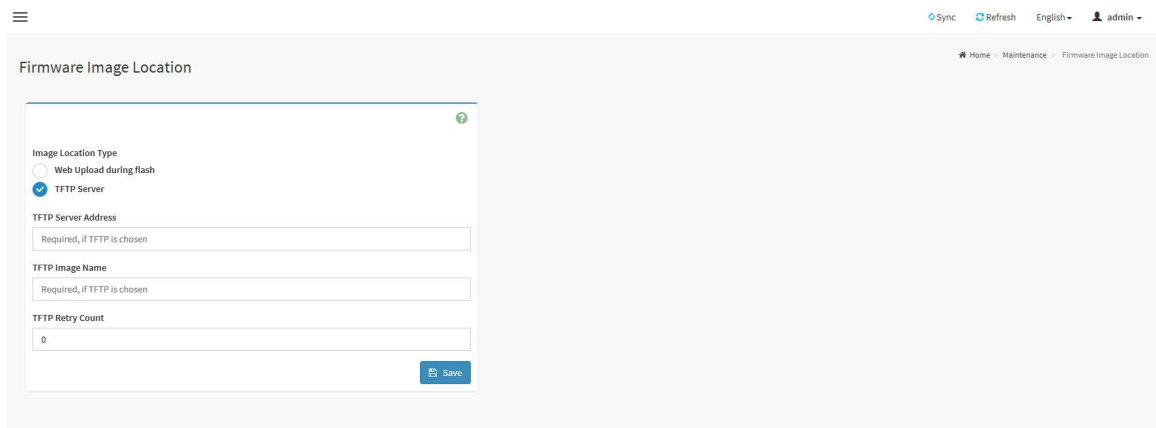 Sync Refresh English admin
Home > Maintenance > Firmware Image Location
Firmware Image Location
Image Location Type
Web Upload during flash
TFTP Server
TFTP Server Address
Required, if TFTP is chosen
TFTP Image Name
Required, if TFTP is chosen
TFTP Retry Count
0
Save